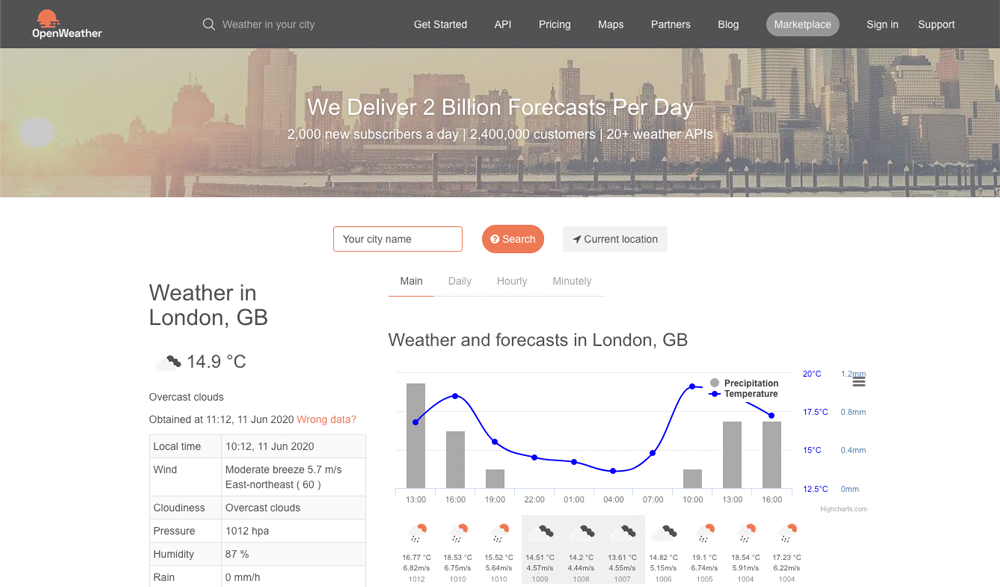 OpenWeather
Weather in your city
Get Started
API
Pricing
Maps
Partners
Blog
Marketplace
Sign in
Support
We Deliver 2 Billion Forecasts Per Day
2,000 new subscribers a day | 2,400,000 customers | 20+ weather APIs
Your city name
Search
Current location
Weather in
London, GB
14.9 °C
Overcast clouds
Obtained at 11:12, 11 Jun 2020 Wrong data?
Local time 10:12, 11 Jun 2020
Wind Moderate breeze 5.7 m/s
East-northeast ( 60 )
Cloudiness Overcast clouds
Pressure 1012 hpa
Humidity 87 %
Rain 0 mm/h
Main Daily Hourly Minutely
Weather and forecasts in London, GB
Precipitation
Temperature
20°C 1.2mm
17.5°C 0.8mm
15°C 0.4mm
12.5°C 0mm
13:00 16:00 19:00 22:00 01:00 04:00 07:00 10:00 13:00 16:00
Highcharts.com
16.77 °C 18.53 °C 15.52 °C 14.51 °C 14.2 °C 13.61 °C 14.82 °C 19.1 °C 18.54 °C 17.23 °C
6.82m/s 6.75m/s 5.64m/s 4.57m/s 4.44m/s 4.55m/s 5.15m/s 6.74m/s 5.91m/s 6.22m/s
1012 1010 1010 1009 1008 1007 1006 1005 1004 1004